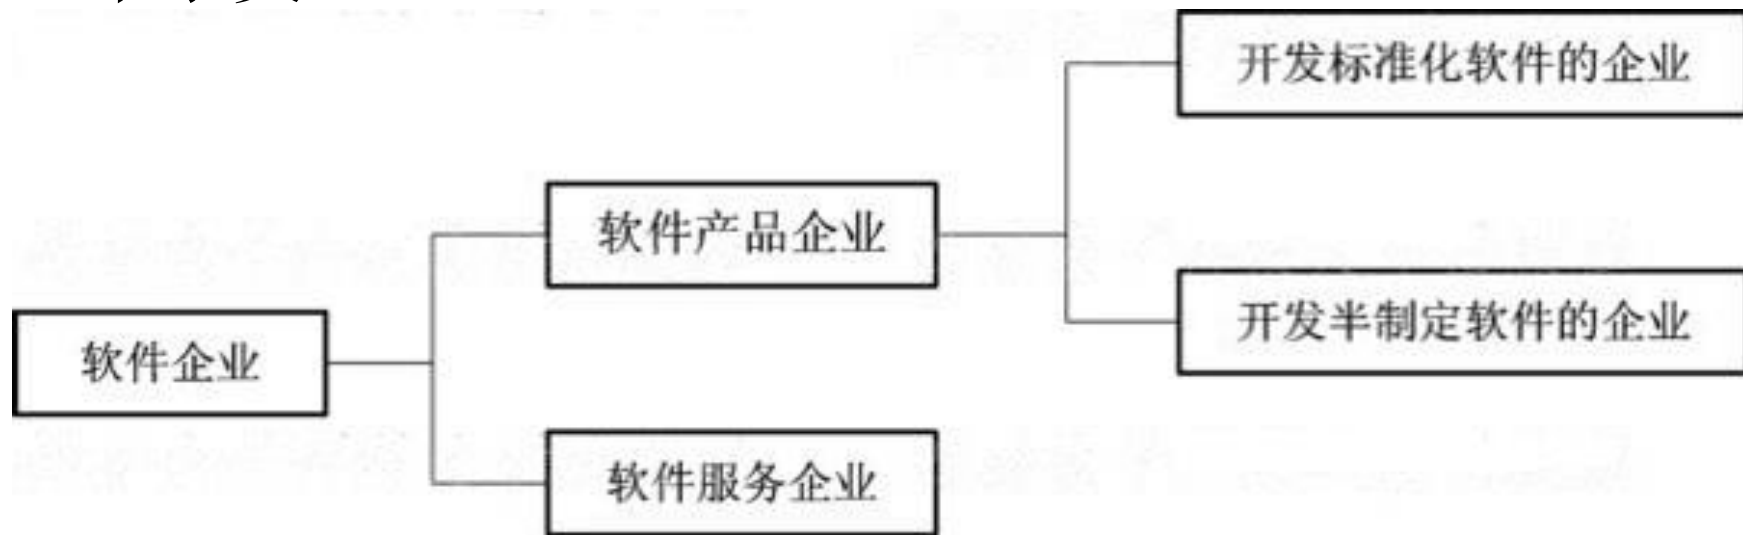 开发标准化软件的企业
软件产品企业
开发半制定软件的企业
软件企业
软件服务企业